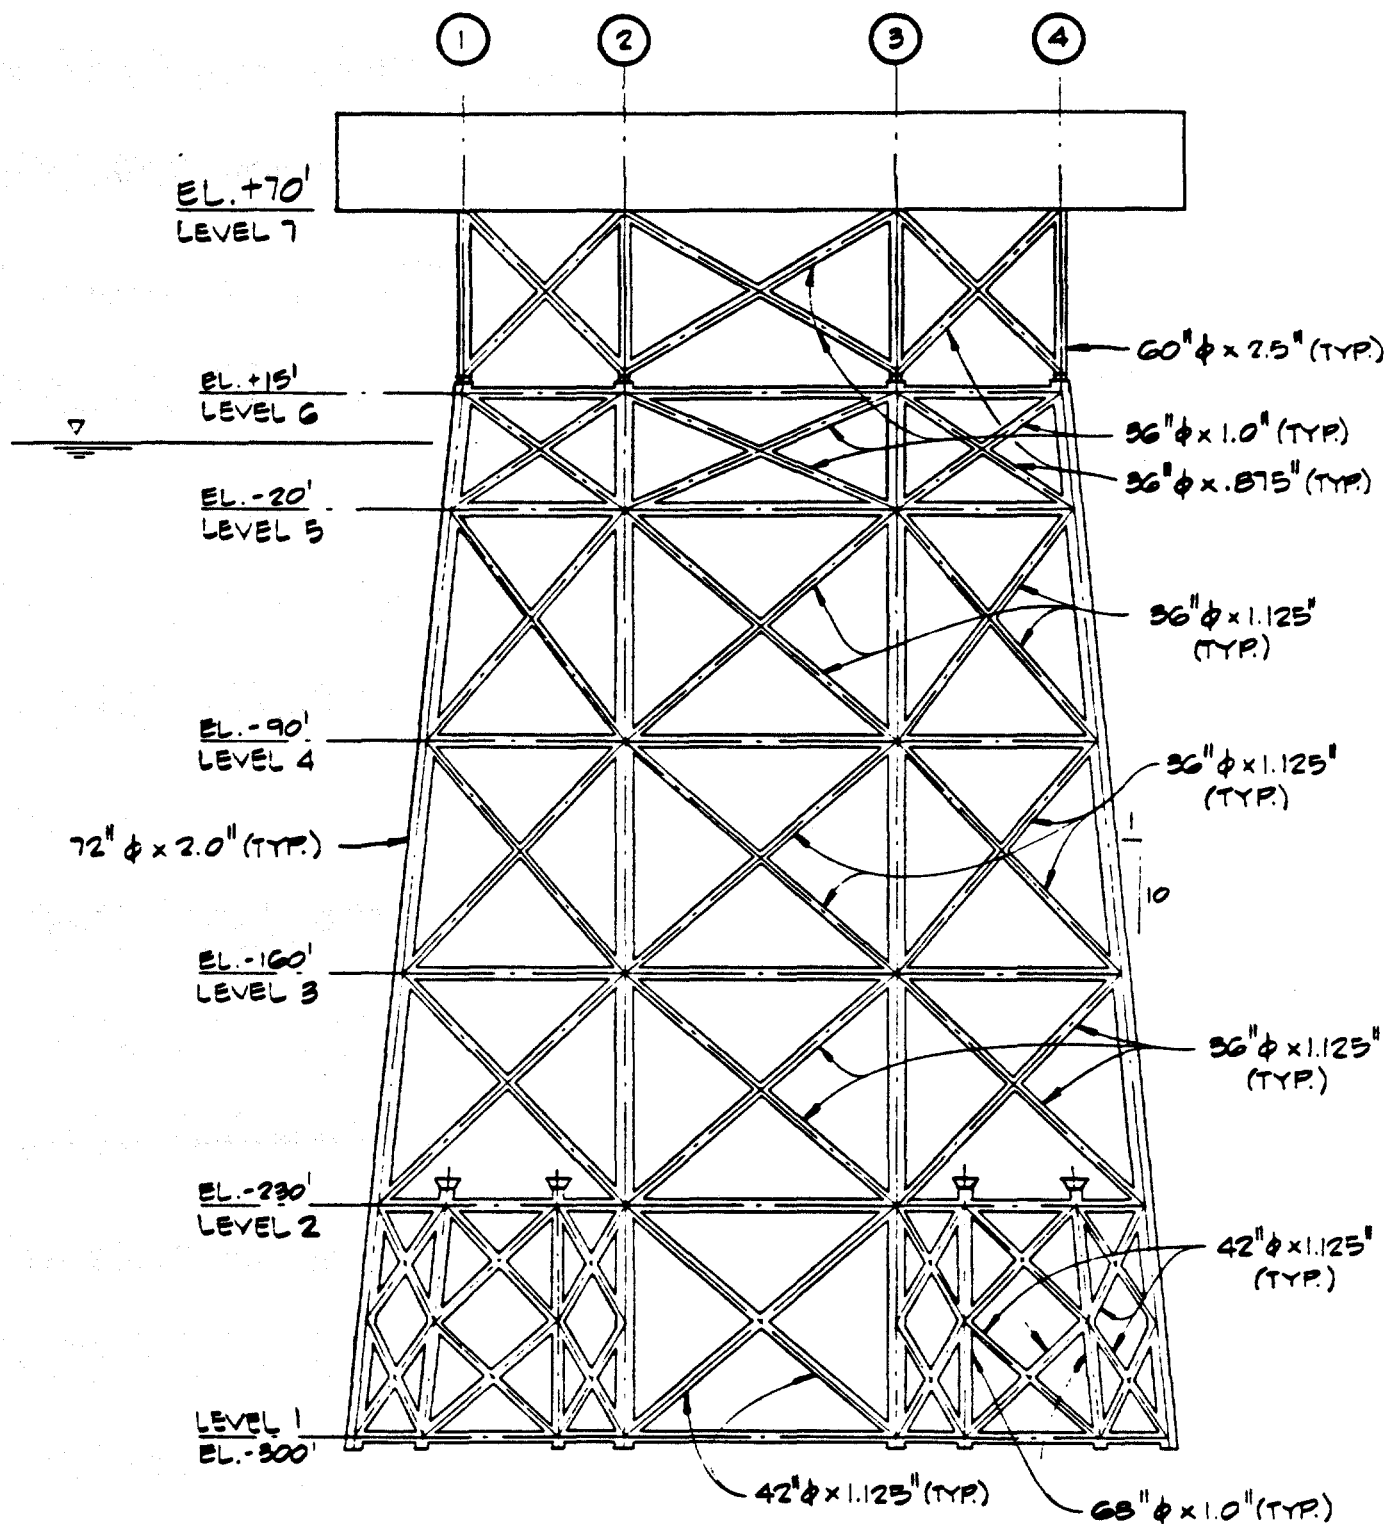 1 2 3 4
EL. +70'
LEVEL 7
60"ϕ x 2.5" (TYP.)
EL. +15'
LEVEL 6
36"ϕ x 1.0" (TYP.)
36"ϕ x .875" (TYP.)
EL. -20'
LEVEL 5
36"ϕ x 1.125"
(TYP.)
EL. -90'
LEVEL 4
36"ϕ x 1.125"
(TYP.)
72"ϕ x 2.0" (TYP.)
1
10
EL. -160'
LEVEL 3
36"ϕ x 1.125"
(TYP.)
EL. -230'
LEVEL 2
42"ϕ x 1.125"
(TYP.)
LEVEL 1
EL. -300'
42"ϕ x 1.125" (TYP.)
68"ϕ x 1.0" (TYP.)